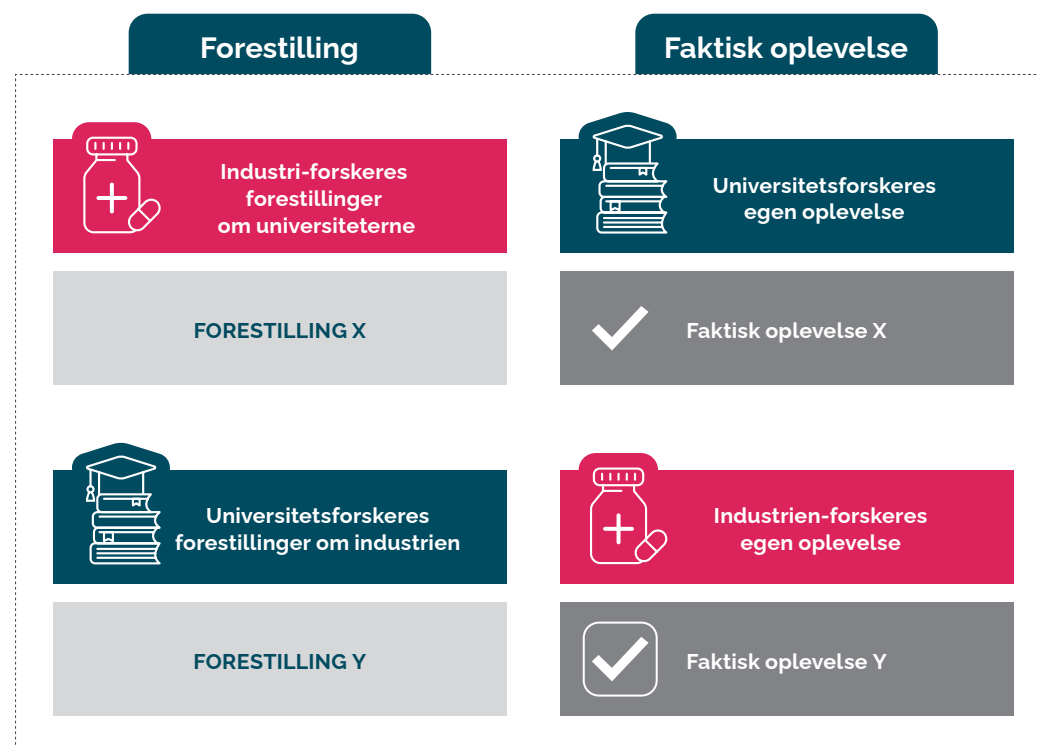 Forestilling
Faktisk oplevelse
Industri-forskeres
forestillinger
om universiteterne
Universitetsforskeres
egen oplevelse
FORESTILLING X
Faktisk oplevelse X
Universitetsforskeres
forestillinger om industrien
Industrien-forskeres
egen oplevelse
FORESTILLING Y
Faktisk oplevelse Y